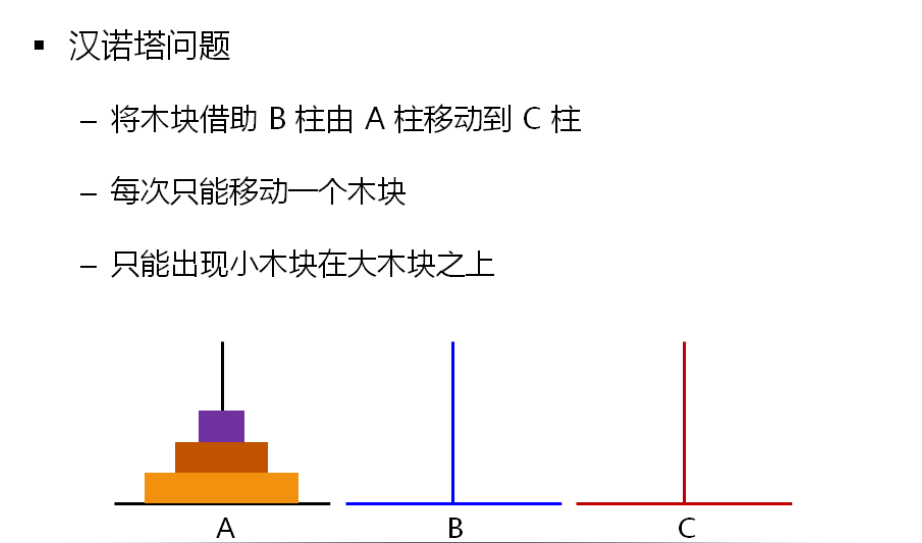 ▪ 汉诺塔问题
– 将木块借助 B 柱由 A 柱移动到 C 柱
– 每次只能移动一个木块
– 只能出现小木块在大木块之上
A B C